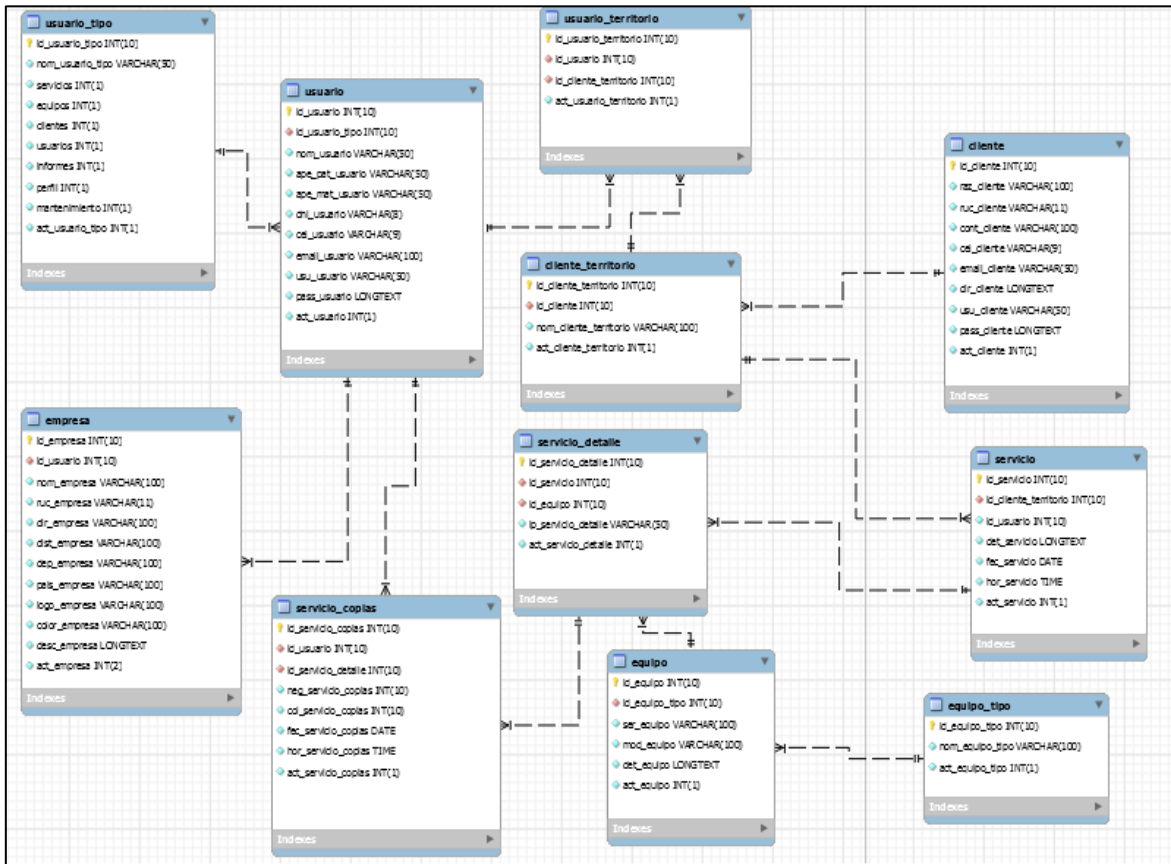 usuario_tipo
id_usuario_tipo INT(10)
nom_usuario_tipo VARCHAR(50)
servicios INT(1)
equipos INT(1)
clientes INT(1)
usuarios INT(1)
informes INT(1)
perfil INT(1)
mantenimiento INT(1)
act_usuario_tipo INT(1)
Indexes
usuario
id_usuario INT(10)
id_usuario_tipo INT(10)
nom_usuario VARCHAR(50)
ape_pat_usuario VARCHAR(50)
ape_mat_usuario VARCHAR(50)
dni_usuario VARCHAR(8)
cel_usuario VARCHAR(9)
email_usuario VARCHAR(100)
usu_usuario VARCHAR(50)
pass_usuario LONGTEXT
act_usuario INT(1)
Indexes
usuario_territorio
id_usuario_territorio INT(10)
id_usuario INT(10)
id_cliente_territorio INT(10)
act_usuario_territorio INT(1)
Indexes
cliente
id_cliente INT(10)
ras_cliente VARCHAR(100)
ruc_cliente VARCHAR(11)
cont_cliente VARCHAR(100)
cel_cliente VARCHAR(9)
email_cliente VARCHAR(50)
dir_cliente LONGTEXT
usu_cliente VARCHAR(50)
pass_cliente LONGTEXT
act_cliente INT(1)
Indexes
cliente_territorio
id_cliente_territorio INT(10)
id_cliente INT(10)
nom_cliente_territorio VARCHAR(100)
act_cliente_territorio INT(1)
Indexes
empresa
id_empresa INT(10)
id_usuario INT(10)
nom_empresa VARCHAR(100)
ruc_empresa VARCHAR(11)
dir_empresa VARCHAR(100)
dist_empresa VARCHAR(100)
dep_empresa VARCHAR(100)
pais_empresa VARCHAR(100)
logo_empresa VARCHAR(100)
color_empresa VARCHAR(100)
desc_empresa LONGTEXT
act_empresa INT(2)
Indexes
servicio_detalle
id_servicio_detalle INT(10)
id_servicio INT(10)
id_equipo INT(10)
ip_servicio_detalle VARCHAR(50)
act_servicio_detalle INT(1)
Indexes
servicio
id_servicio INT(10)
id_cliente_territorio INT(10)
id_usuario INT(10)
det_servicio LONGTEXT
fec_servicio DATE
hor_servicio TIME
act_servicio INT(1)
Indexes
servicio_copias
id_servicio_copias INT(10)
id_usuario INT(10)
id_servicio_detalle INT(10)
neg_servicio_copias INT(10)
col_servicio_copias INT(10)
fec_servicio_copias DATE
hor_servicio_copias TIME
act_servicio_copias INT(1)
Indexes
equipo
id_equipo INT(10)
id_equipo_tipo INT(10)
ser_equipo VARCHAR(100)
mod_equipo VARCHAR(100)
det_equipo LONGTEXT
act_equipo INT(1)
Indexes
equipo_tipo
id_equipo_tipo INT(10)
nom_equipo_tipo VARCHAR(100)
act_equipo_tipo INT(1)
Indexes